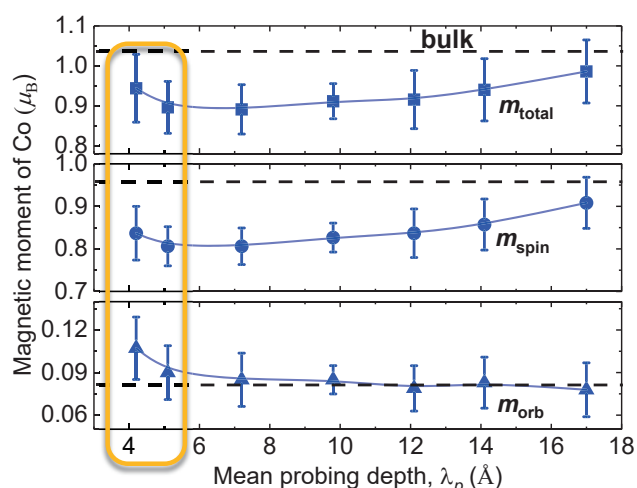 1.1
bulk
1.0
0.9
m_total
0.8
1.0
0.9
0.8
m_spin
0.7
0.12
0.09
m_orb
0.06
4 6 8 10 12 14 16 18
Magnetic moment of Co (μ_B)
Mean probing depth, λ_p (Å)